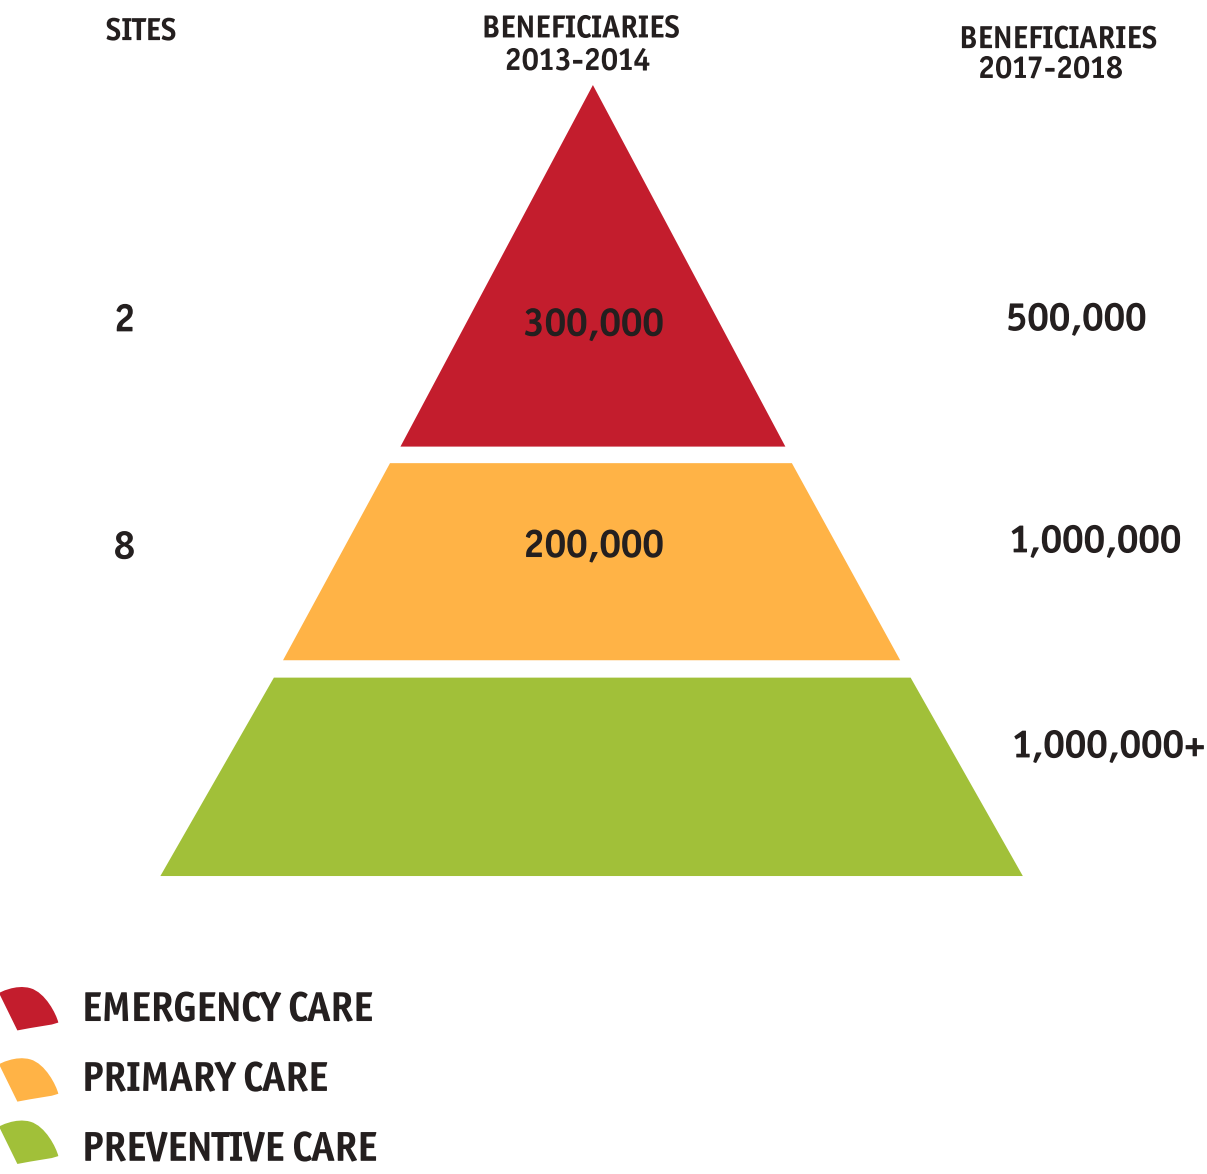 SITES
BENEFICIARIES
2013-2014
BENEFICIARIES
2017-2018
2
300,000
500,000
8
200,000
1,000,000
1,000,000+
EMERGENCY CARE
PRIMARY CARE
PREVENTIVE CARE